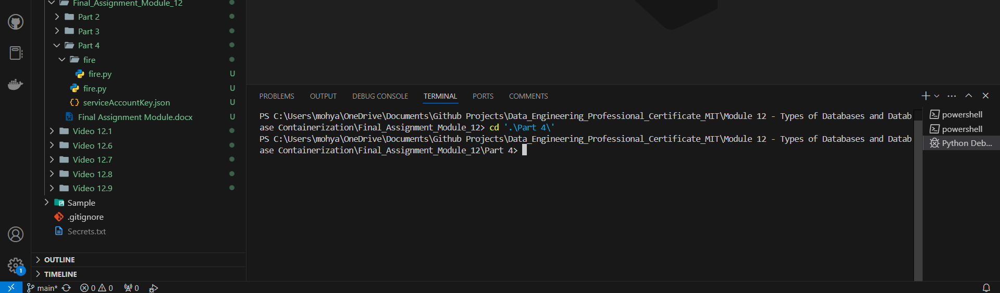 Final_Assignment_Module_12
Part 2
Part 3
Part 4
fire
fire.py U
fire.py U
serviceAccountKey.json U
Final Assignment Module.docx U
Video 12.1
Video 12.6
Video 12.7
Video 12.8
Video 12.9
Sample
.gitignore
Secrets.txt
OUTLINE
TIMELINE
PROBLEMS OUTPUT DEBUG CONSOLE TERMINAL PORTS COMMENTS
PS C:\Users\mohya\OneDrive\Documents\Github Projects\Data_Engineering_Professional_Certificate_MIT\Module 12 - Types of Databases and Datab
ase Containerization\Final_Assignment_Module_12> cd '.\Part 4\'
PS C:\Users\mohya\OneDrive\Documents\Github Projects\Data_Engineering_Professional_Certificate_MIT\Module 12 - Types of Databases and Datab
ase Containerization\Final_Assignment_Module_12\Part 4>
powershell
powershell
Python Deb...
1
main* 0 0 0